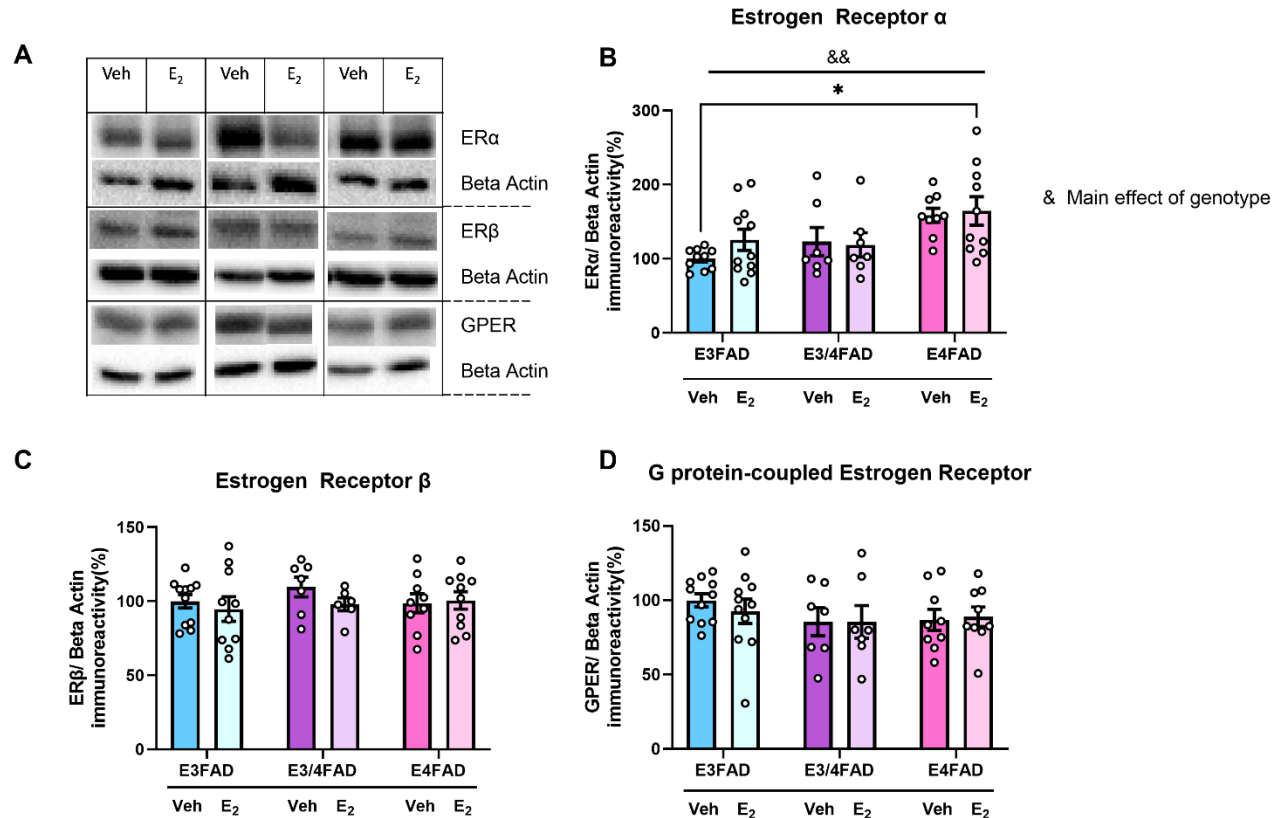 A
Veh E₂ Veh E₂ Veh E₂
ERα
Beta Actin
ERβ
Beta Actin
GPER
Beta Actin
B
Estrogen Receptor α
&&
*
300
200
100
0
ERα/ Beta Actin
immunoreactivity(%)
E3FAD E3/4FAD E4FAD
Veh E₂ Veh E₂ Veh E₂
& Main effect of genotype
C
Estrogen Receptor β
150
100
50
0
ERβ/ Beta Actin
immunoreactivity(%)
E3FAD E3/4FAD E4FAD
Veh E₂ Veh E₂ Veh E₂
D
G protein-coupled Estrogen Receptor
150
100
50
0
GPER/ Beta Actin
immunoreactivity(%)
E3FAD E3/4FAD E4FAD
Veh E₂ Veh E₂ Veh E₂